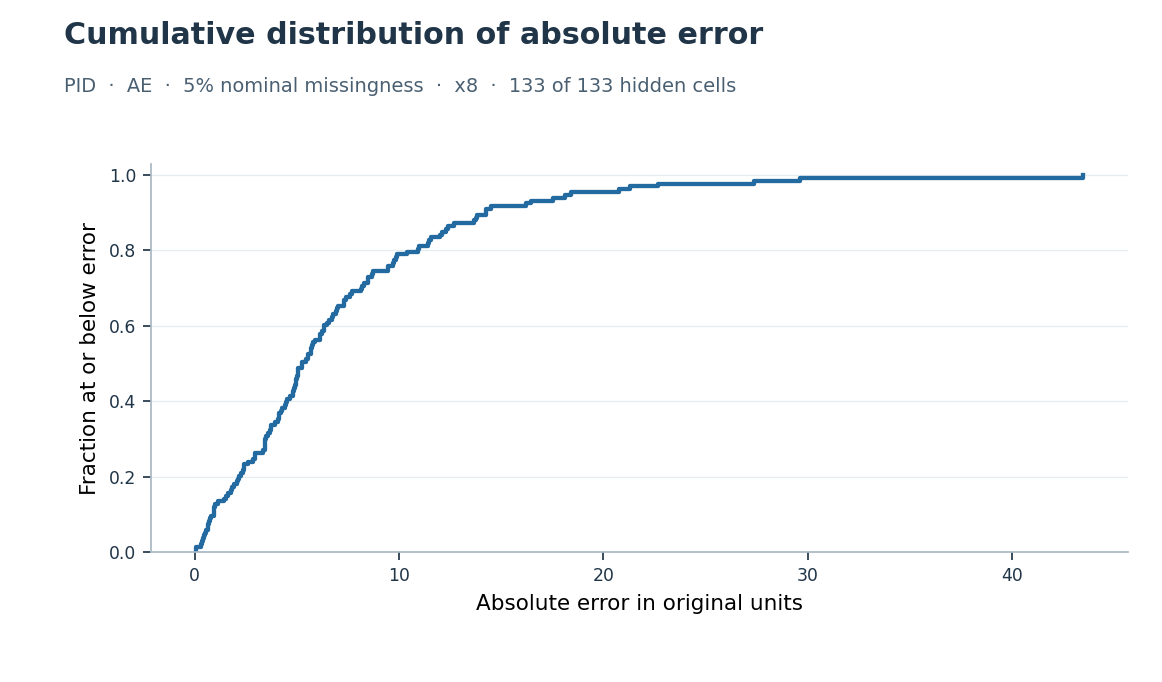 Cumulative distribution of absolute error
PID · AE · 5% nominal missingness · x8 · 133 of 133 hidden cells
Fraction at or below error
1.0
0.8
0.6
0.4
0.2
0.0
0 10 20 30 40
Absolute error in original units